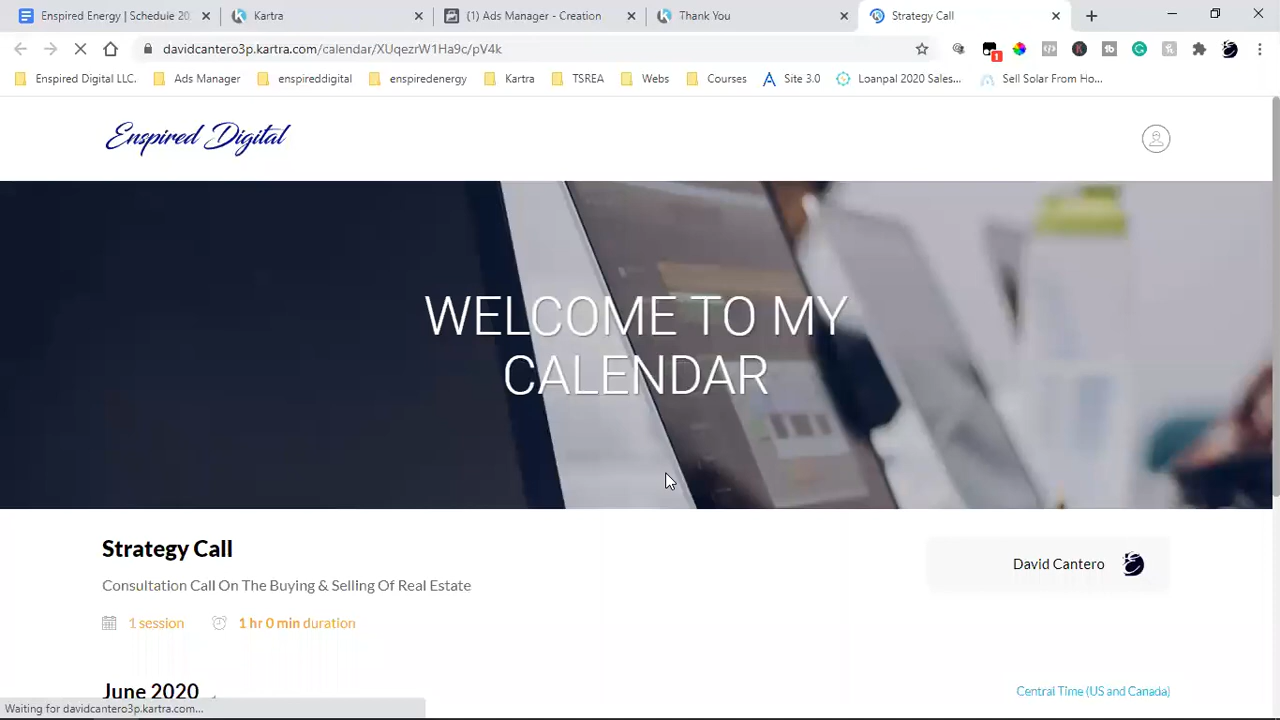 Enspired Energy | Schedule 20
Kartra
(1) Ads Manager - Creation
Thank You
Strategy Call
davidcantero3p.kartra.com/calendar/XUqezrW1Ha9c/pV4k
1
Enspired Digital LLC.
Ads Manager
enspireddigital
enspiredenergy
Kartra
TSREA
Webs
Courses
Site 3.0
Loanpal 2020 Sales...
Sell Solar From Ho...
Enspired Digital
WELCOME TO MY
CALENDAR
Strategy Call
David Cantero
Consultation Call On The Buying & Selling Of Real Estate
1 session
1 hr 0 min duration
June 2020
Central Time (US and Canada)
Waiting for davidcantero3p.kartra.com...